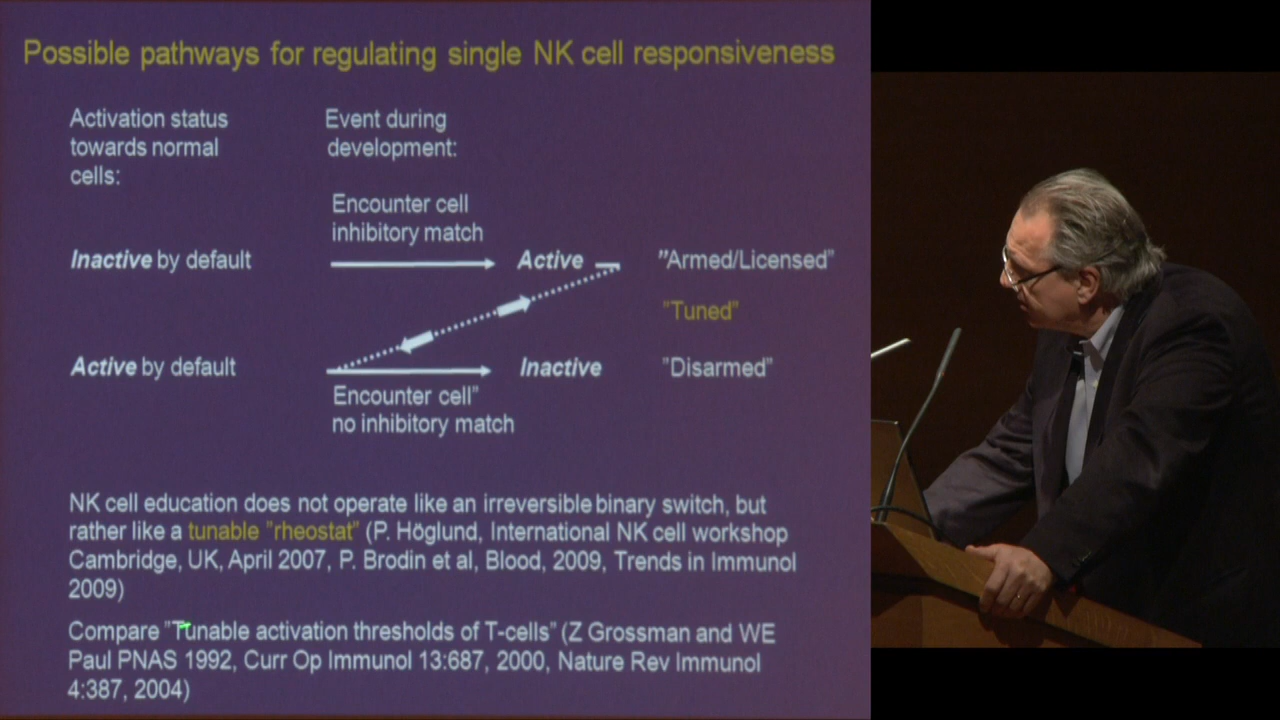 Possible pathways for regulating single NK cell responsiveness
Activation status
towards normal
cells:
Event during
development:
Encounter cell
inhibitory match
Inactive by default
Active
"Armed/Licensed"
"Tuned"
Active by default
Inactive
"Disarmed"
Encounter cell"
no inhibitory match
NK cell education does not operate like an irreversible binary switch, but
rather like a tunable "rheostat" (P. Höglund, International NK cell workshop
Cambridge, UK, April 2007, P. Brodin et al, Blood, 2009, Trends in Immunol
2009)
Compare "Tunable activation thresholds of T-cells" (Z Grossman and WE
Paul PNAS 1992, Curr Op Immunol 13:687, 2000, Nature Rev Immunol
4:387, 2004)